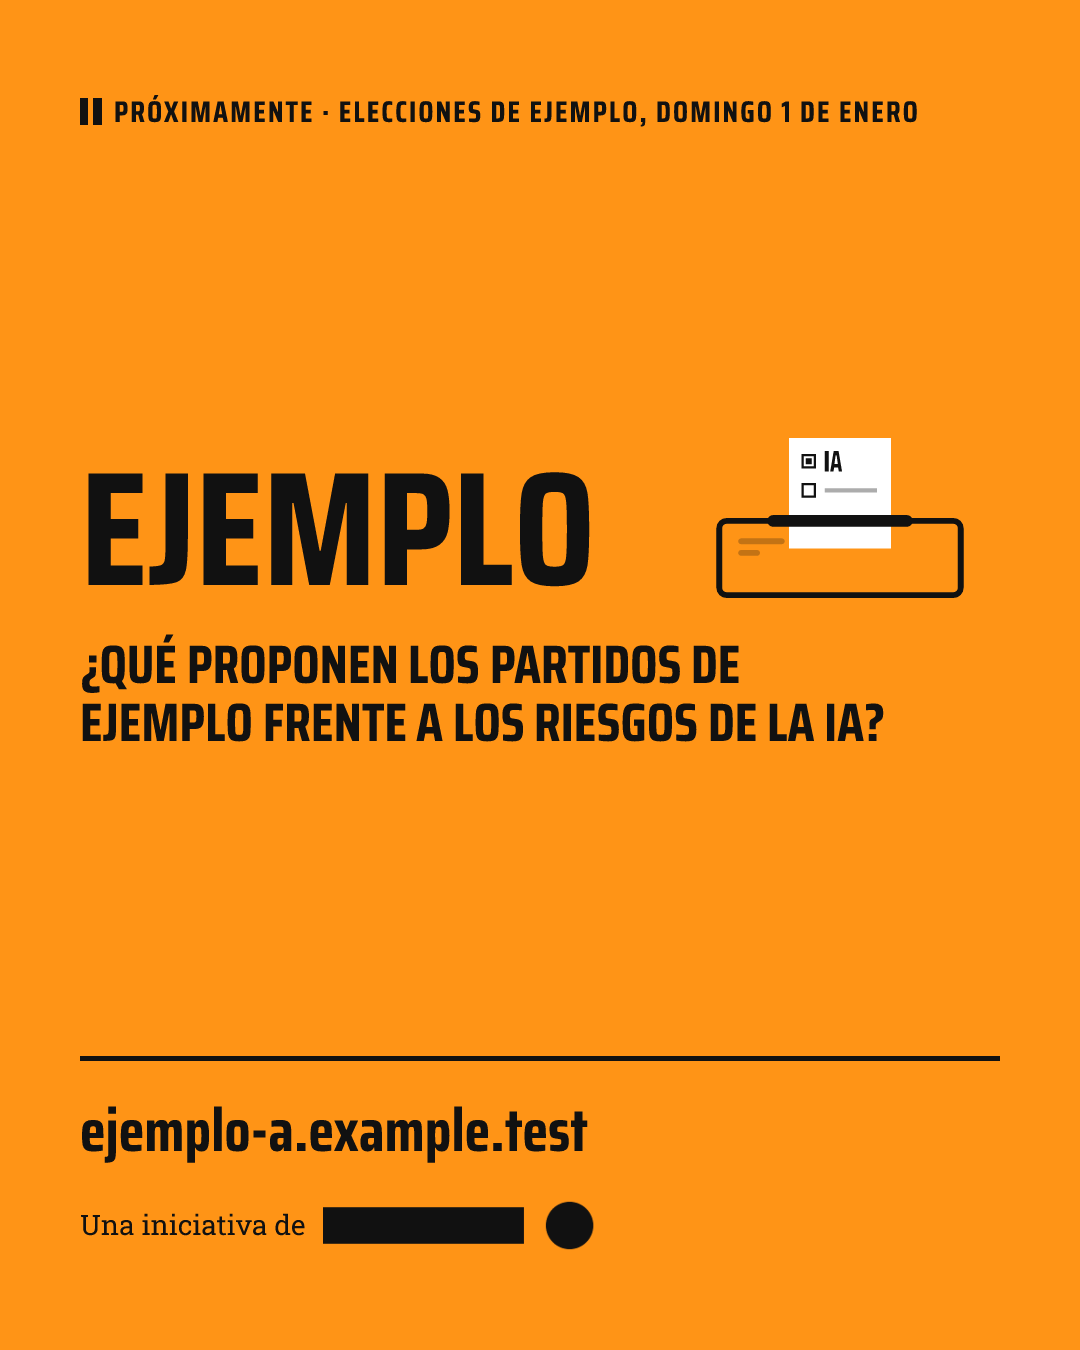 PRÓXIMAMENTE · ELECCIONES DE EJEMPLO, DOMINGO 1 DE ENERO
IA
EJEMPLO
¿QUÉ PROPONEN LOS PARTIDOS DE
EJEMPLO FRENTE A LOS RIESGOS DE LA IA?
ejemplo-a.example.test
Una iniciativa de